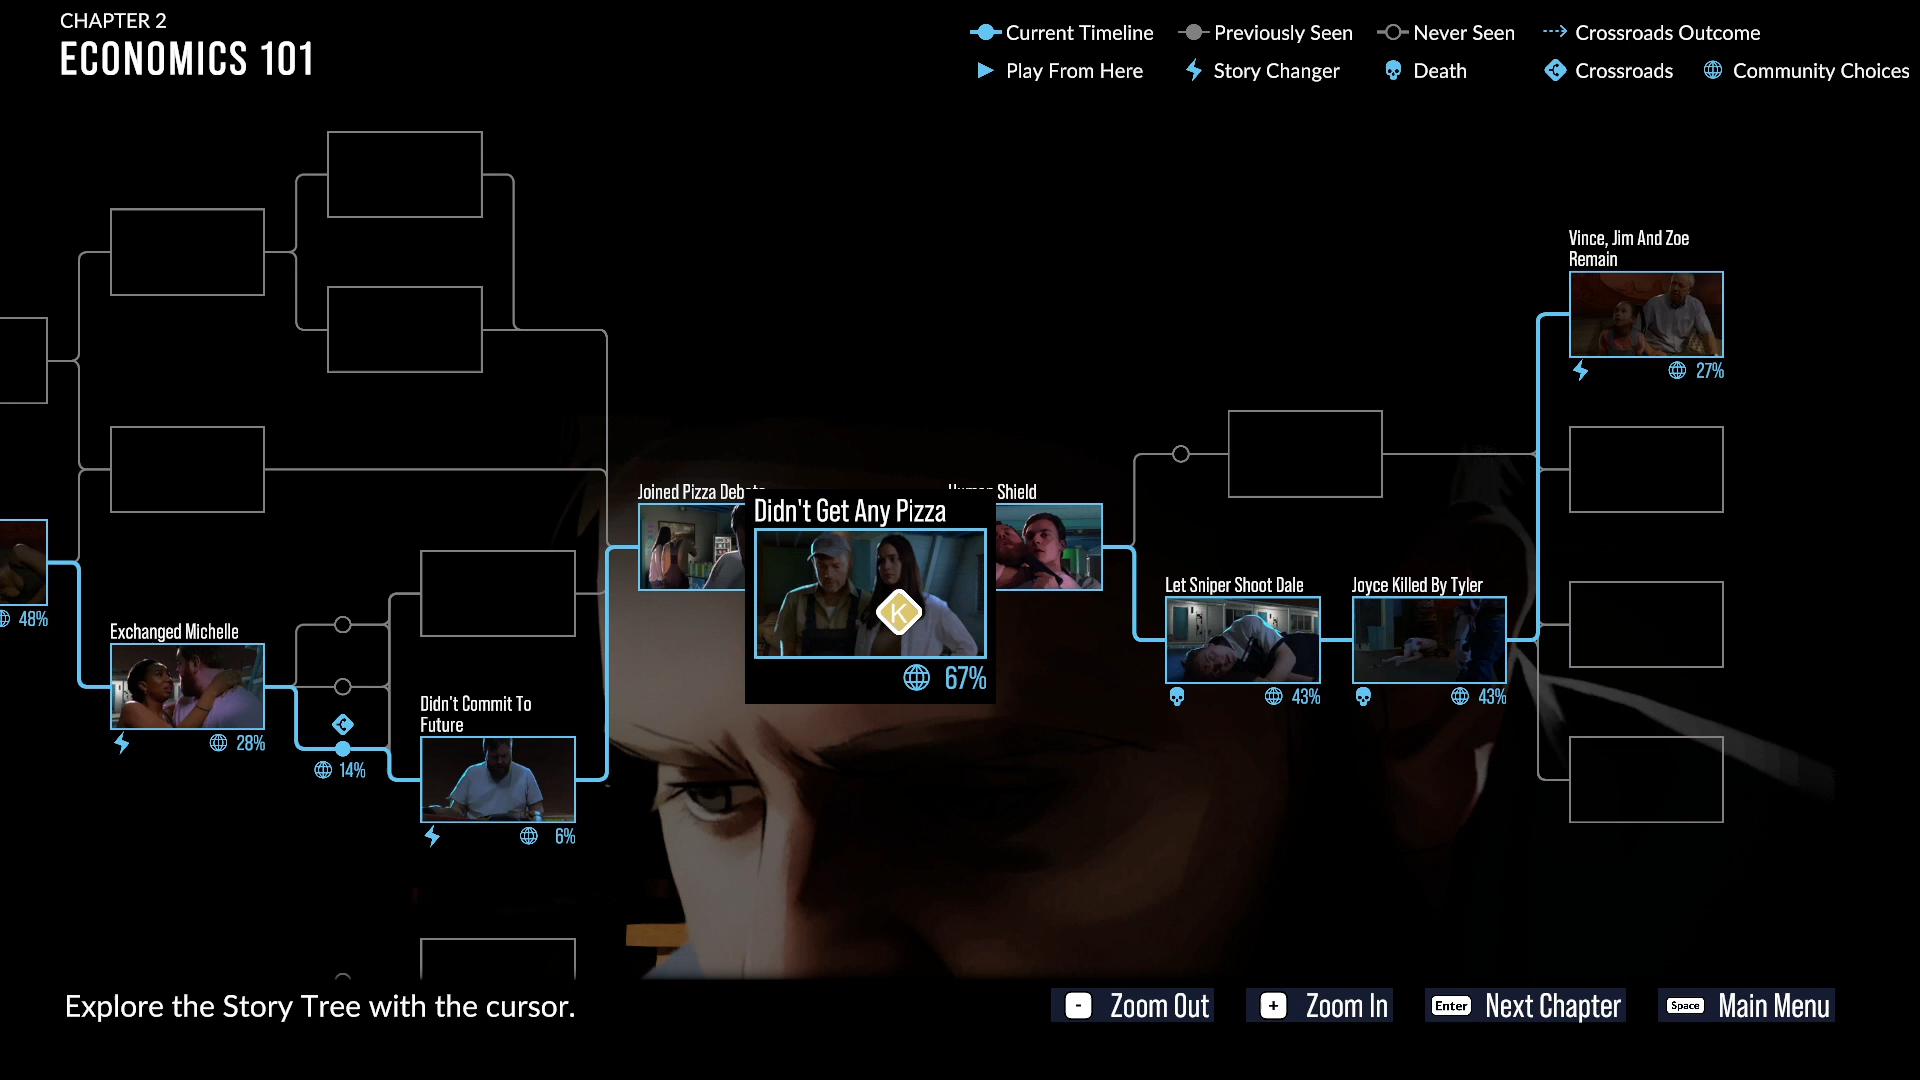 CHAPTER 2
ECONOMICS 101
Current Timeline
Previously Seen
Never Seen
Crossroads Outcome
Play From Here
Story Changer
Death
Crossroads
Community Choices
Vince, Jim And Zoe
Remain
27%
Joined Pizza Debate
Human Shield
Didn't Get Any Pizza
K
67%
48%
Exchanged Michelle
28%
14%
Didn't Commit To
Future
6%
Let Sniper Shoot Dale
43%
Joyce Killed By Tyler
43%
Explore the Story Tree with the cursor.
- Zoom Out
+ Zoom In
Enter Next Chapter
Space Main Menu